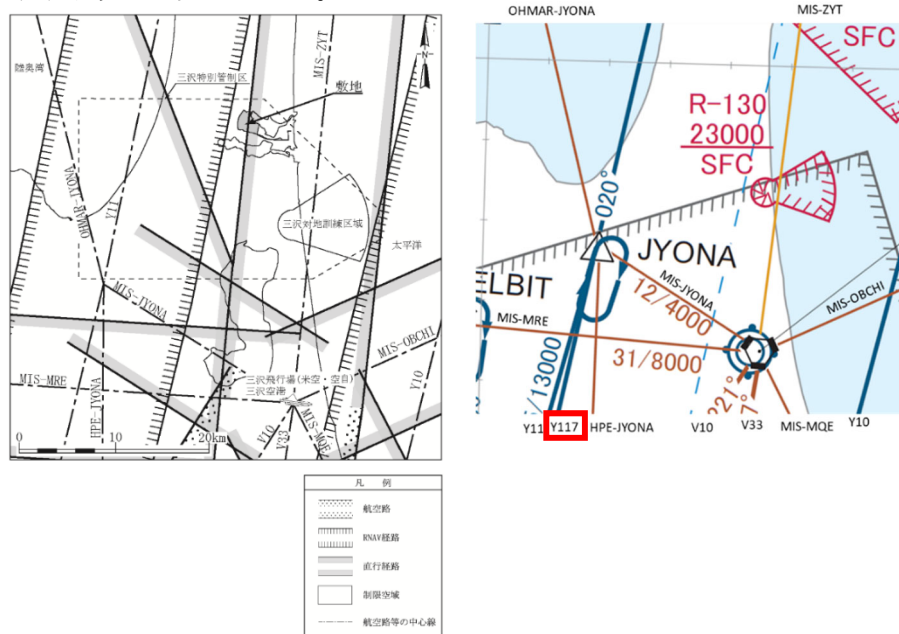 陸奥湾
三沢特別管制区
敷地
MIS-ZYT
OHMAR-JYONA
Y11
三沢対地訓練区域
太平洋
MIS-JYONA
MIS-OBCHI
MIS-MRE
三沢飛行場(米空・空自)
三沢空港
HPE-JYONA
Y10
V33
MIS-MQE
Y10
N
0 10 20km
凡 例
航空路
RNAV経路
直行経路
制限空域
航空路等の中心線
OHMAR-JYONA
MIS-ZYT
SFC
R-130
23000
SFC
020°
JYONA
ELBIT
MIS-JYONA
12/4000
MIS-OBCHI
MIS-MRE
31/8000
/13000
221°
7°
Y11 Y117 HPE-JYONA V10 V33 MIS-MQE Y10